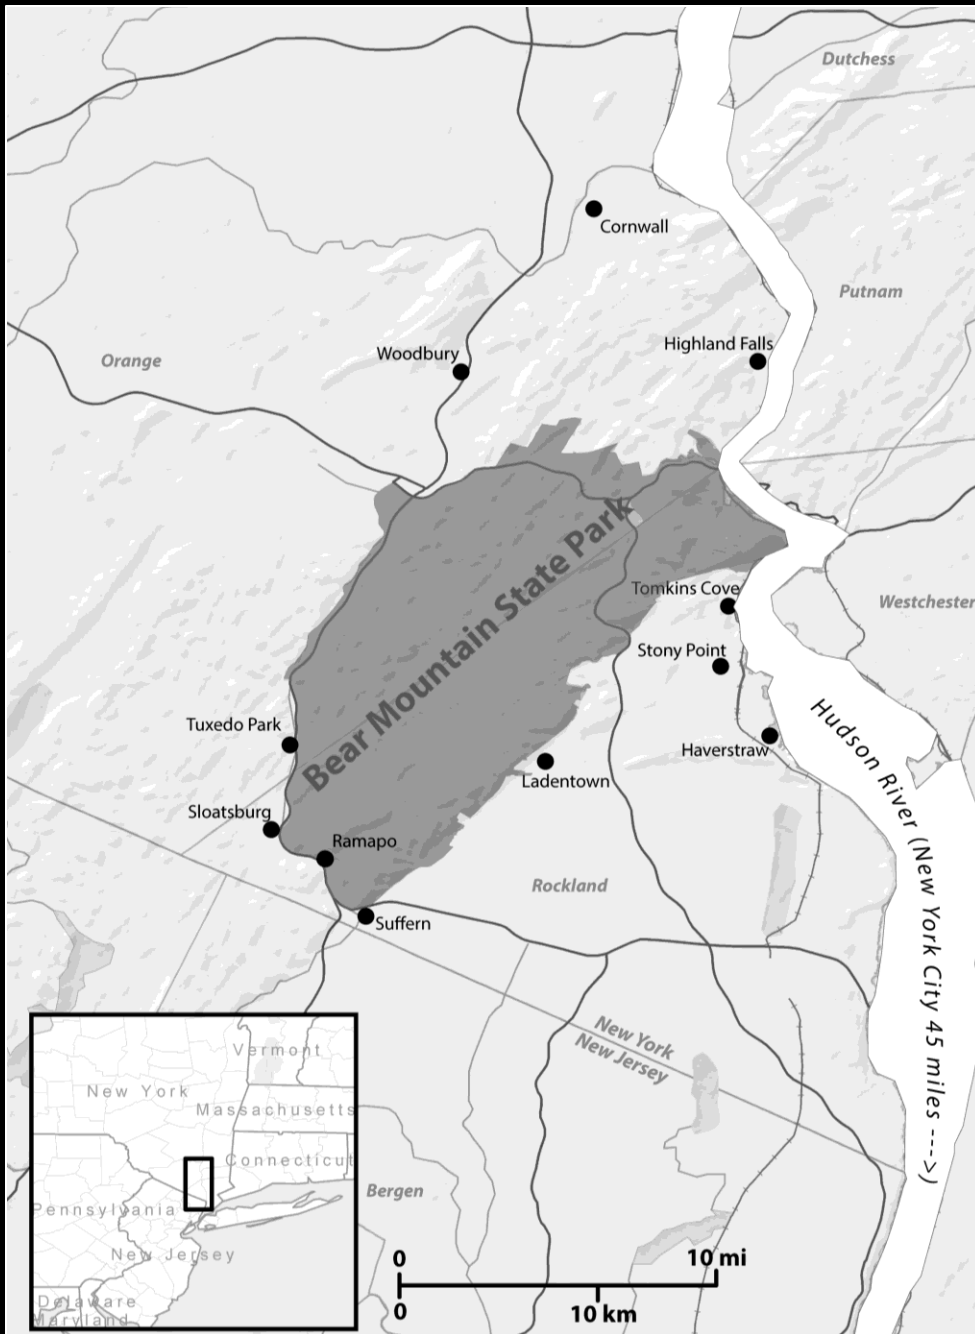 Dutchess
Cornwall
Putnam
Highland Falls
Woodbury
Orange
Bear Mountain State Park
Tomkins Cove
Westchester
Stony Point
Hudson River (New York City 45 miles --->)
Tuxedo Park
Haverstraw
Ladentown
Sloatsburg
Ramapo
Rockland
Suffern
New York
New Jersey
Vermont
New York
Massachusetts
Connecticut
Pennsylvania
New Jersey
Delaware
Maryland
Bergen
0 10 mi
0 10 km